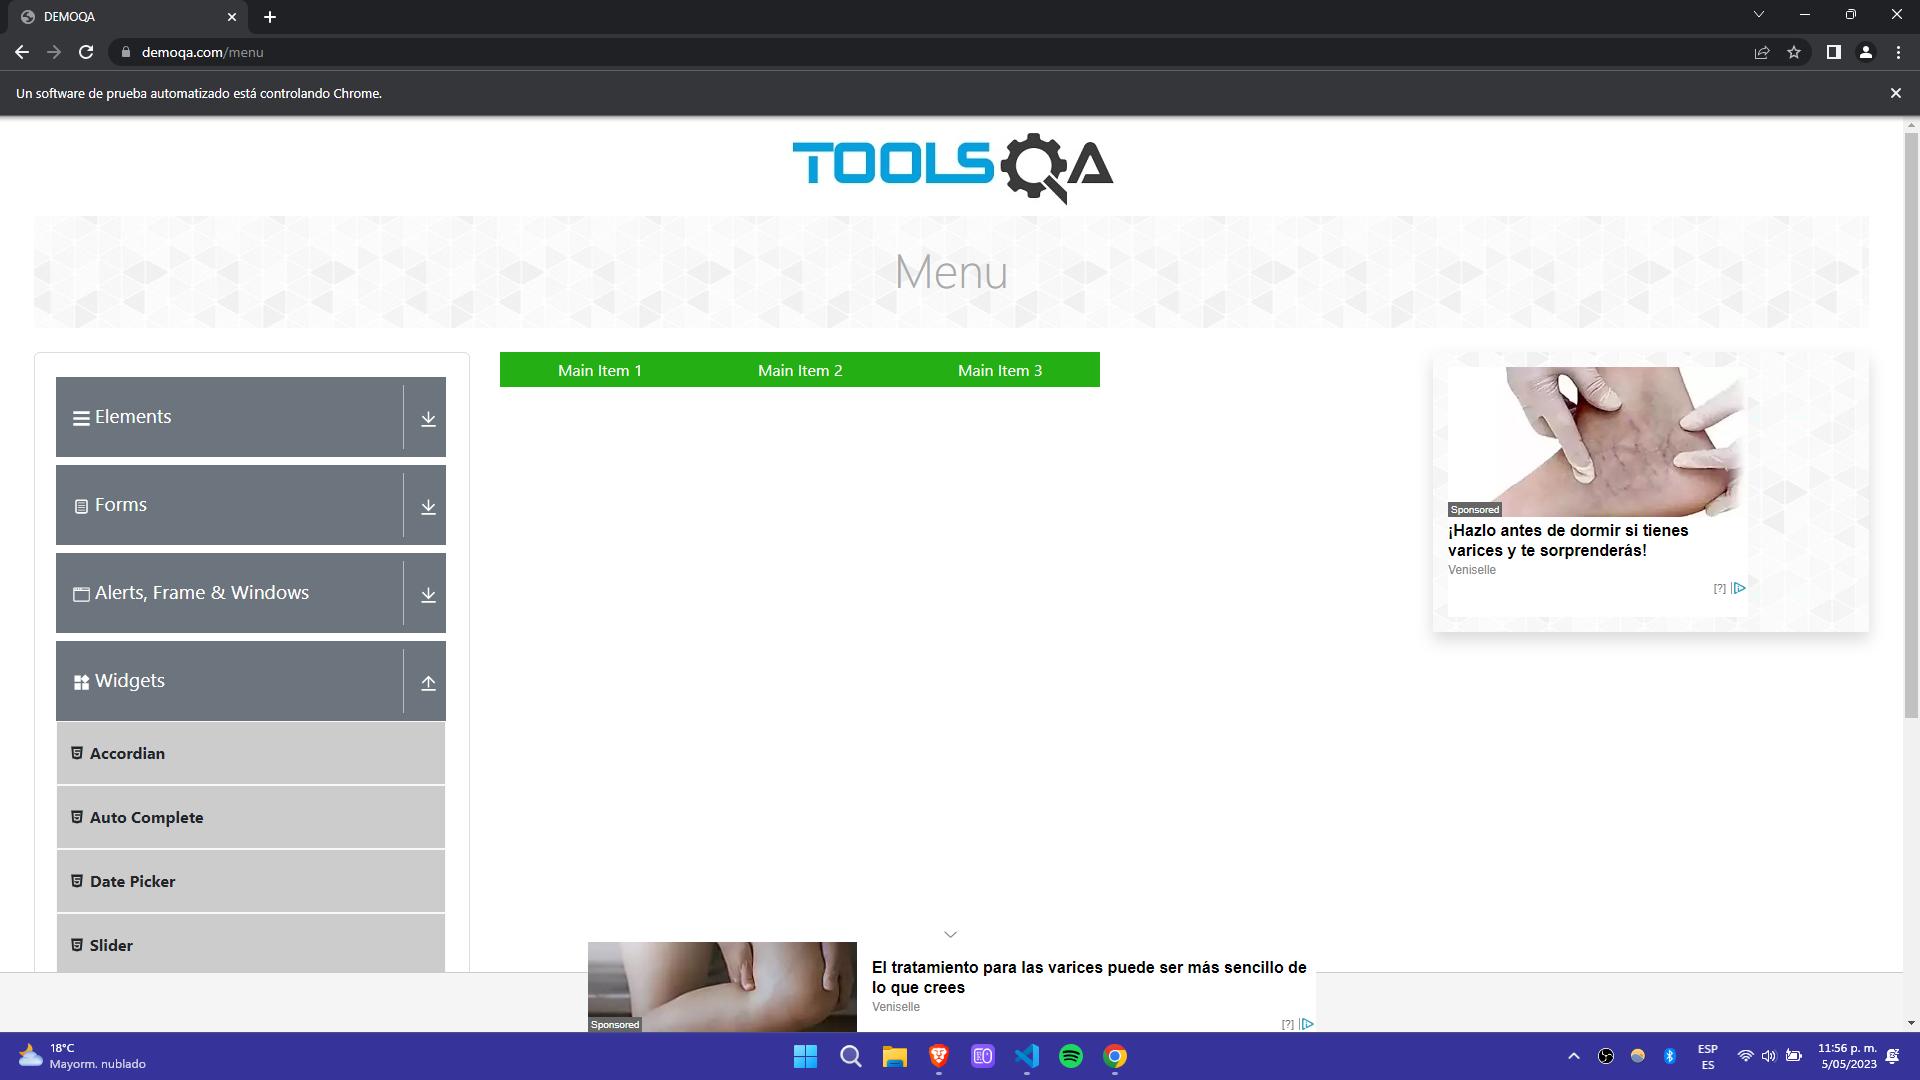 DEMOQA
demoqa.com/menu
Un software de prueba automatizado está controlando Chrome.
TOOLSQA
Menu
Elements
Forms
Alerts, Frame & Windows
Widgets
Accordian
Auto Complete
Date Picker
Slider
Main Item 1 Main Item 2 Main Item 3
Sponsored
¡Hazlo antes de dormir si tienes
varices y te sorprenderás!
Veniselle
[?]
El tratamiento para las varices puede ser más sencillo de
lo que crees
Veniselle
Sponsored
[?]
18°C
Mayorm. nublado
ESP
ES
11:56 p. m.
5/05/2023